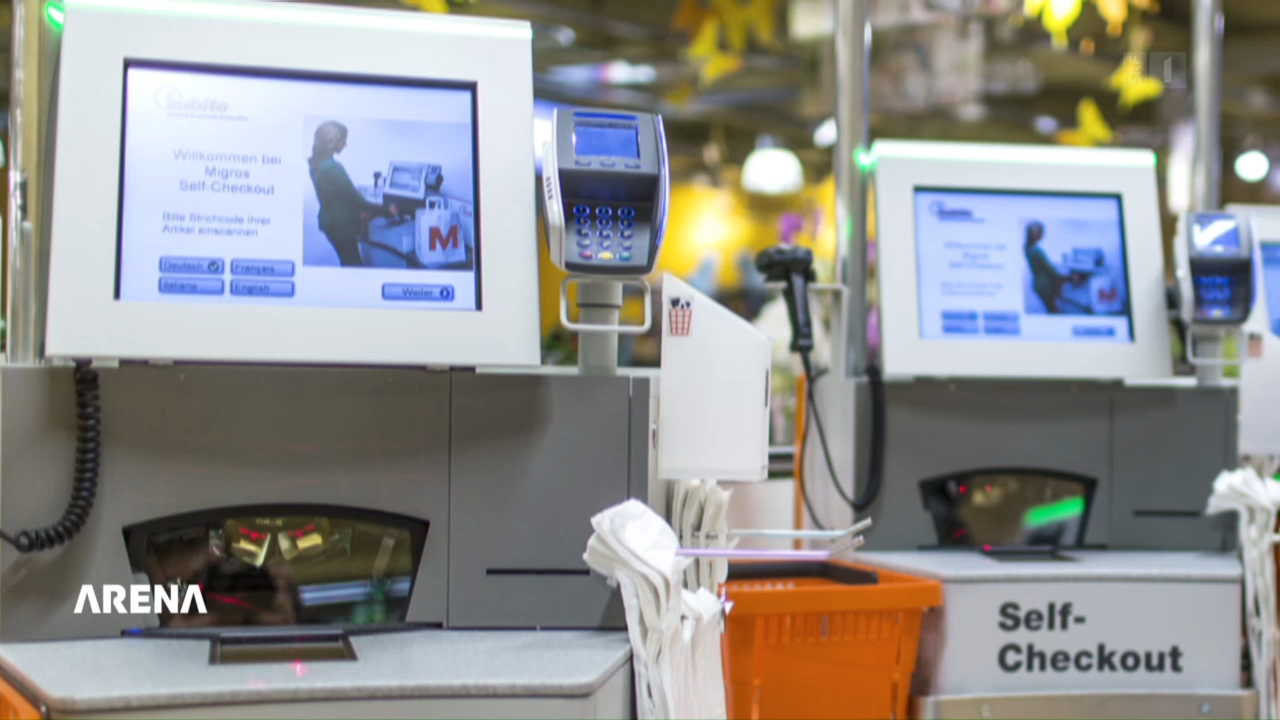 subito
Willkommen bei
Migros
Self-Checkout
Bitte Strichcode Ihrer
Artikel einscannen
M
Deutsch
Français
Italiano
English
Weiter
ARENA
Self-
Checkout